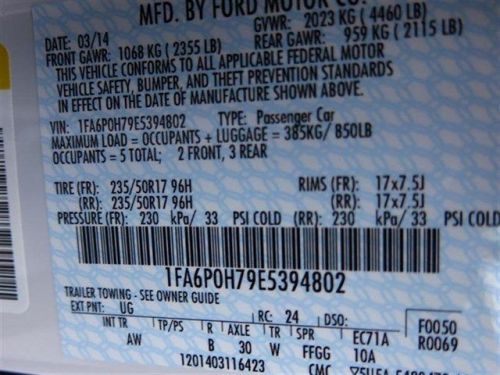 MFD. BY FORD MOTOR CO.
DATE: 03/14 GVWR: 2023 KG (4460 LB)
FRONT GAWR: 1068 KG (2355 LB) REAR GAWR: 959 KG (2115 LB)
THIS VEHICLE CONFORMS TO ALL APPLICABLE FEDERAL MOTOR
VEHICLE SAFETY, BUMPER, AND THEFT PREVENTION STANDARDS
IN EFFECT ON THE DATE OF MANUFACTURE SHOWN ABOVE.
VIN: 1FA6P0H79E5394802 TYPE: Passenger Car
MAXIMUM LOAD = OCCUPANTS + LUGGAGE = 385KG/ 850LB
OCCUPANTS = 5 TOTAL; 2 FRONT, 3 REAR
TIRE (FR): 235/50R17 96H RIMS (FR): 17x7.5J
(RR): 235/50R17 96H (RR): 17x7.5J
PRESSURE (FR): 230 kPa/ 33 PSI COLD (RR): 230 kPa/ 33 PSI COLD
1FA6P0H79E5394802
TRAILER TOWING - SEE OWNER GUIDE
EXT PNT: UG RC: 24 DSO: F0050
INT TR TP/PS R AXLE TR SPR EC71A R0069
AW B 30 W FFGG 10A
1201403116423